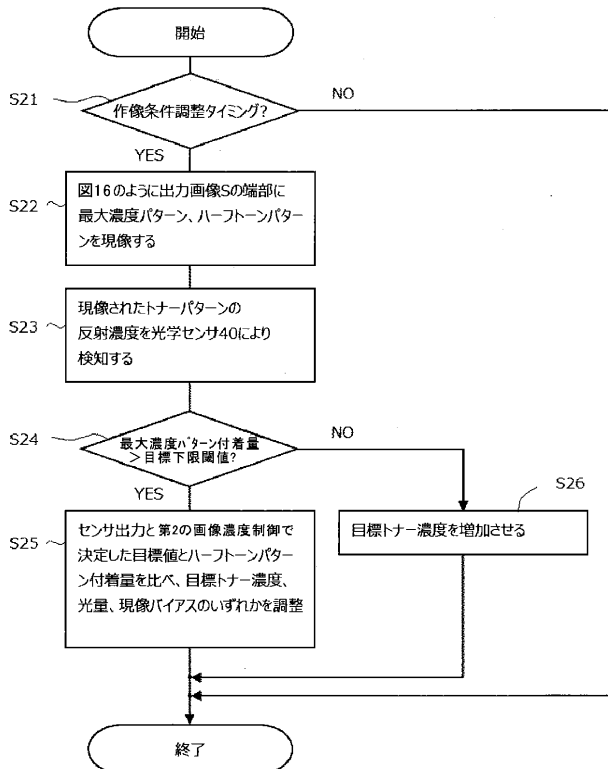 開始
S21
作像条件調整タイミング?
NO
YES
S22
図16のように出力画像Sの端部に
最大濃度パターン、ハーフトーンパター
ンを現像する
S23
現像されたトナーパターンの
反射濃度を光学センサ40により
検知する
S24
最大濃度パターン付着量
>目標下限閾値?
NO
YES
S26
目標トナー濃度を増加させる
S25
センサ出力と第2の画像濃度制御で
決定した目標値とハーフトーンパター
ン付着量を比べ、目標トナー濃度、
光量、現像バイアスのいずれかを調整
終了